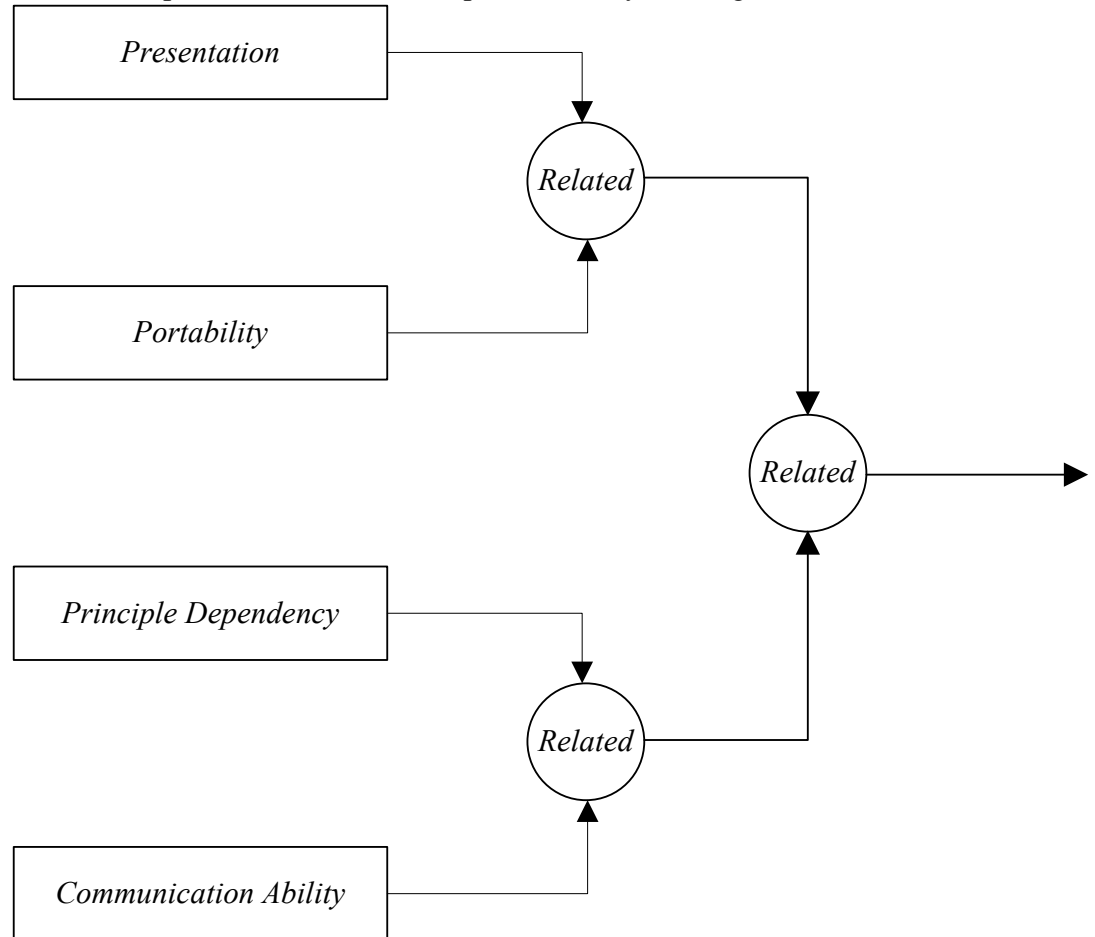 Presentation
Related
Portability
Related
Principle Dependency
Related
Communication Ability